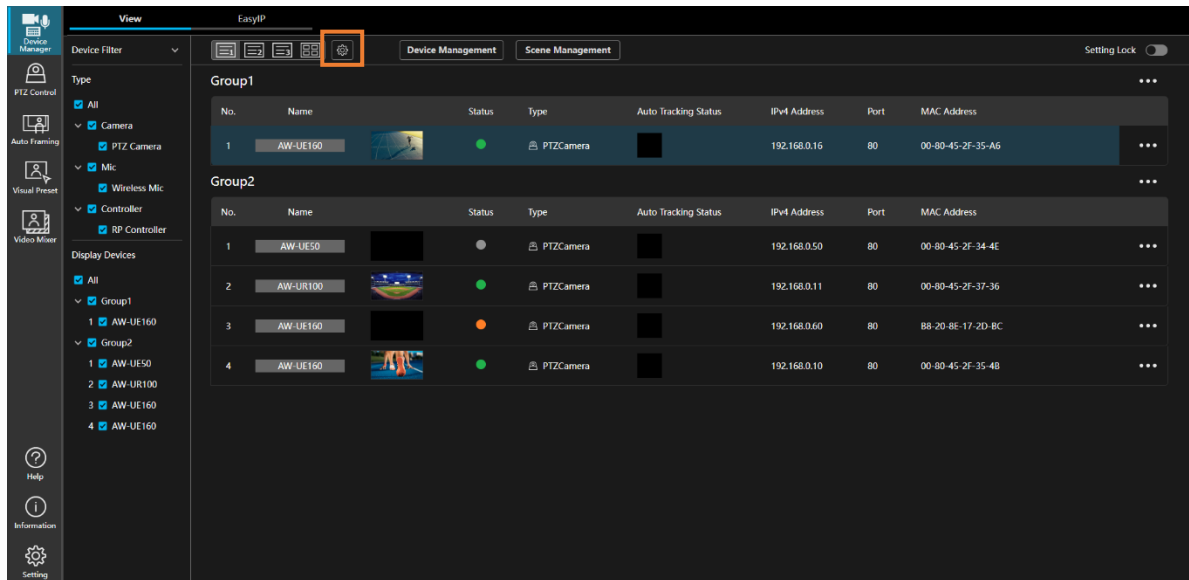 View
EasyIP
Device Manager
PTZ Control
Auto Framing
Visual Preset
Video Mixer
Help
Information
Setting
Device Filter
Type
All
Camera
PTZ Camera
Mic
Wireless Mic
Controller
RP Controller
Display Devices
All
Group1
1 AW-UE160
Group2
1 AW-UE50
2 AW-UR100
3 AW-UE160
4 AW-UE160
1 2 3
Device Management
Scene Management
Setting Lock
Group1
No. Name Status Type Auto Tracking Status IPv4 Address Port MAC Address
1 AW-UE160 PTZCamera 192.168.0.16 80 00-80-45-2F-35-A6
Group2
No. Name Status Type Auto Tracking Status IPv4 Address Port MAC Address
1 AW-UE50 PTZCamera 192.168.0.50 80 00-80-45-2F-34-4E
2 AW-UR100 PTZCamera 192.168.0.11 80 00-80-45-2F-37-36
3 AW-UE160 PTZCamera 192.168.0.60 80 B8-20-8E-17-2D-BC
4 AW-UE160 PTZCamera 192.168.0.10 80 00-80-45-2F-35-4B